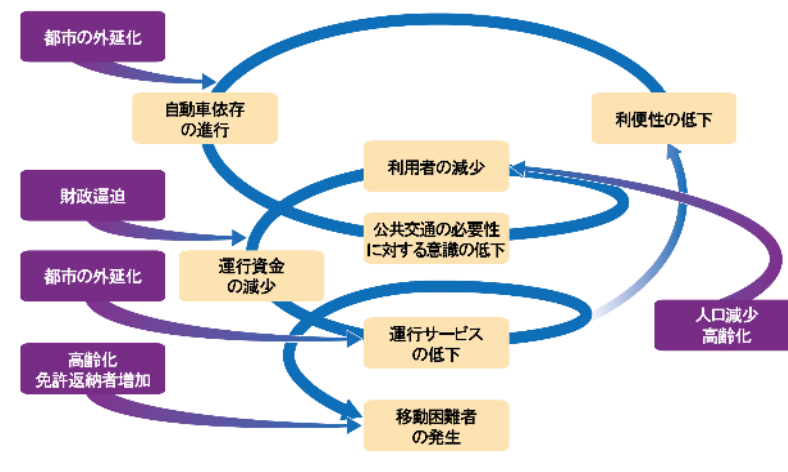 都市の外延化
自動車依存
の進行
利便性の低下
利用者の減少
財政逼迫
公共交通の必要性
に対する意識の低下
運行資金
の減少
都市の外延化
人口減少
高齢化
運行サービス
の低下
高齢化
免許返納者増加
移動困難者
の発生